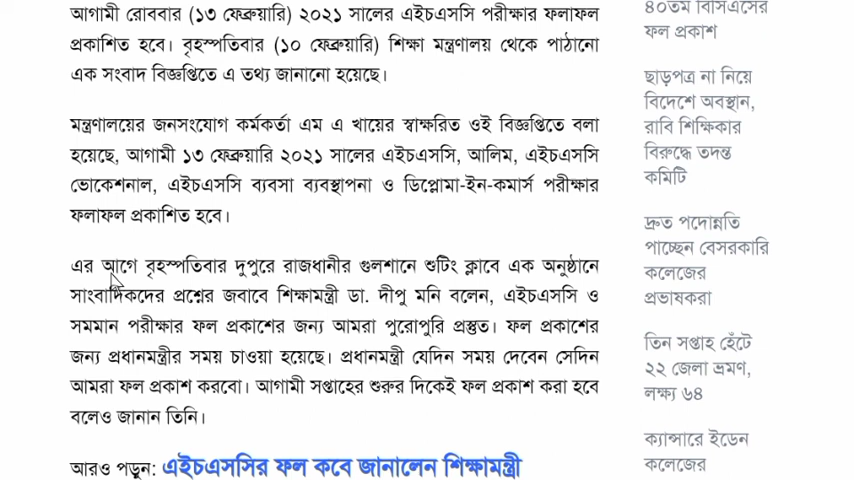 আগামী রোববার (১৩ ফেব্রুয়ারি) ২০২১ সালের এইচএসসি পরীক্ষার ফলাফল
প্রকাশিত হবে। বৃহস্পতিবার (১০ ফেব্রুয়ারি) শিক্ষা মন্ত্রণালয় থেকে পাঠানো
এক সংবাদ বিজ্ঞপ্তিতে এ তথ্য জানানো হয়েছে।
মন্ত্রণালয়ের জনসংযোগ কর্মকর্তা এম এ খায়ের স্বাক্ষরিত ওই বিজ্ঞপ্তিতে বলা
হয়েছে, আগামী ১৩ ফেব্রুয়ারি ২০২১ সালের এইচএসসি, আলিম, এইচএসসি
ভোকেশনাল, এইচএসসি ব্যবসা ব্যবস্থাপনা ও ডিপ্লোমা-ইন-কমার্স পরীক্ষার
ফলাফল প্রকাশিত হবে।
এর আগে বৃহস্পতিবার দুপুরে রাজধানীর গুলশানে শুটিং ক্লাবে এক অনুষ্ঠানে
সাংবাদিকদের প্রশ্নের জবাবে শিক্ষামন্ত্রী ডা. দীপু মনি বলেন, এইচএসসি ও
সমমান পরীক্ষার ফল প্রকাশের জন্য আমরা পুরোপুরি প্রস্তুত। ফল প্রকাশের
জন্য প্রধানমন্ত্রীর সময় চাওয়া হয়েছে। প্রধানমন্ত্রী যেদিন সময় দেবেন সেদিন
আমরা ফল প্রকাশ করবো। আগামী সপ্তাহের শুরুর দিকেই ফল প্রকাশ করা হবে
বলেও জানান তিনি।
আরও পড়ুন: এইচএসসির ফল কবে জানালেন শিক্ষামন্ত্রী
৪০তম বিসিএসের
ফল প্রকাশ
ছাড়পত্র না নিয়ে
বিদেশে অবস্থান,
রাবি শিক্ষিকার
বিরুদ্ধে তদন্ত
কমিটি
দ্রুত পদোন্নতি
পাচ্ছেন বেসরকারি
কলেজের
প্রভাষকরা
তিন সপ্তাহ হেঁটে
২২ জেলা ভ্রমণ,
লক্ষ্য ৬৪
ক্যান্সারে ইডেন
কলেজের